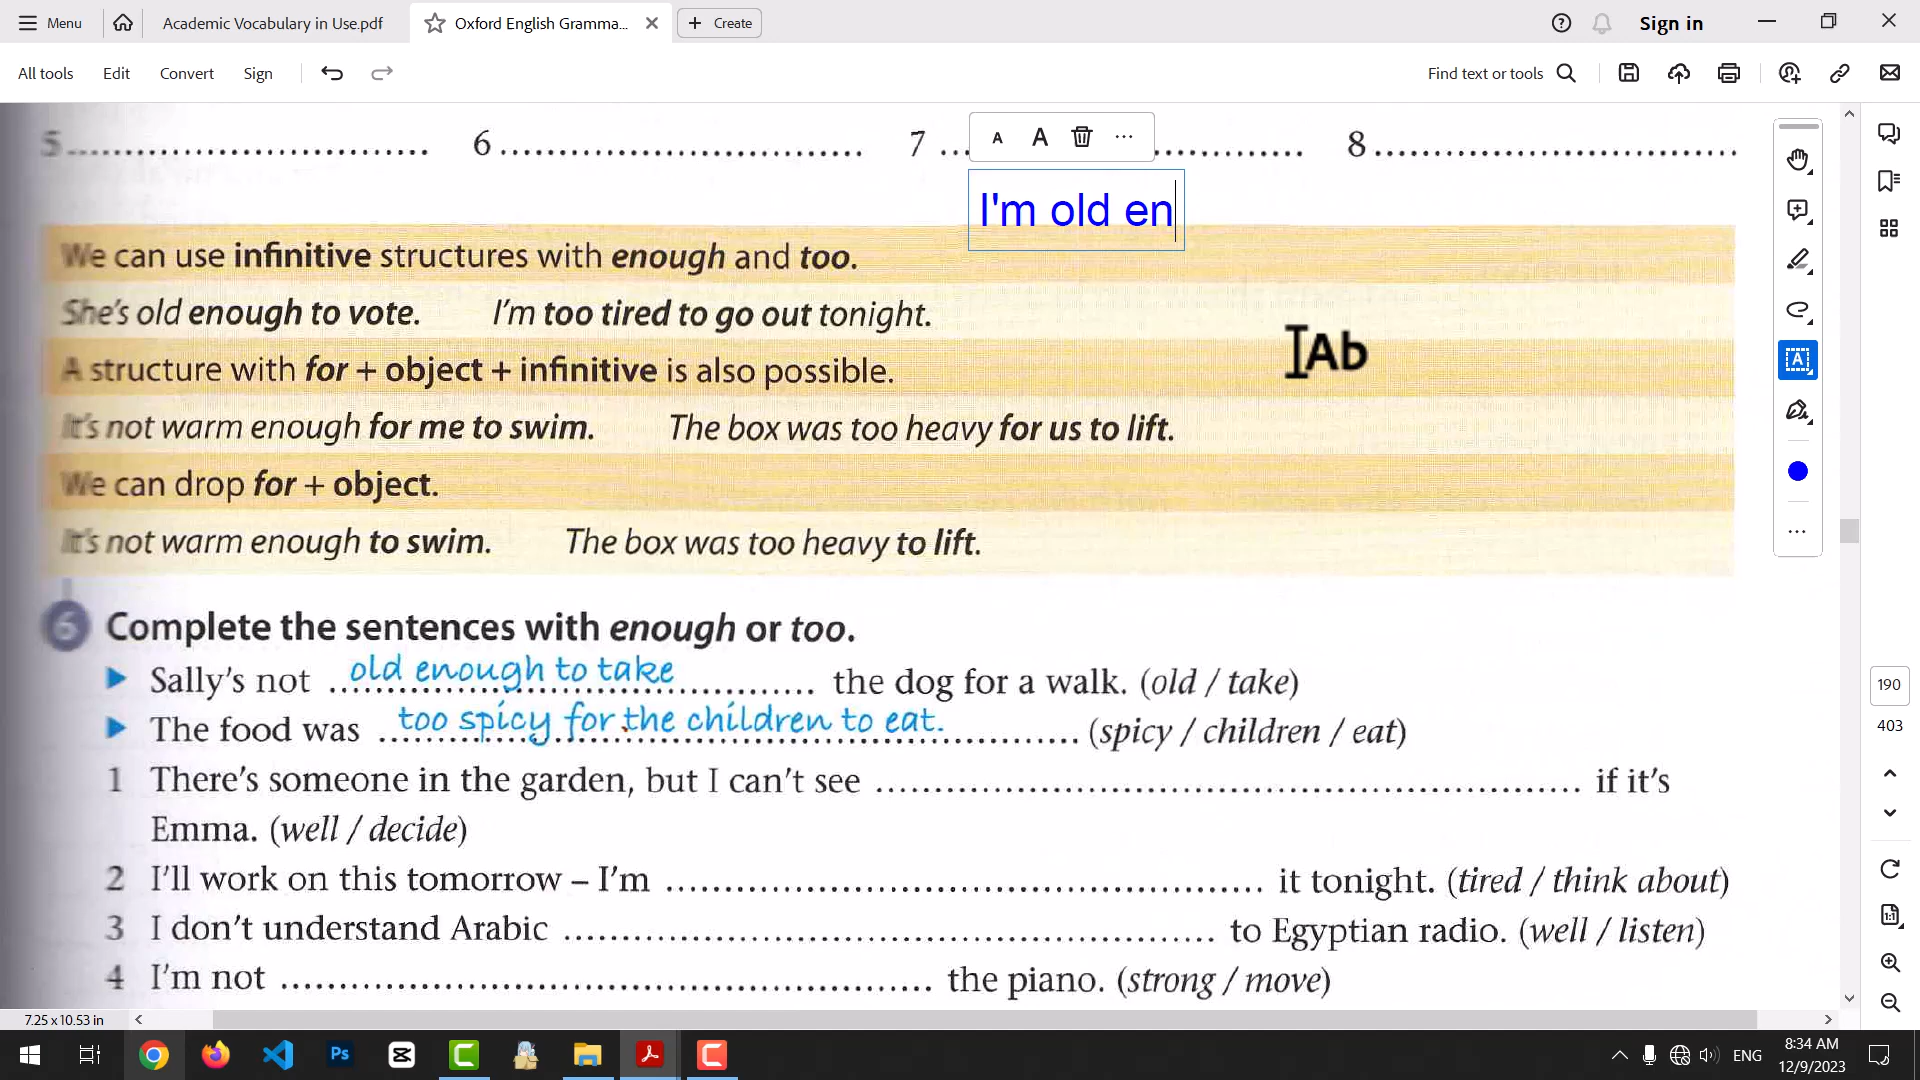 Menu
Academic Vocabulary in Use.pdf
Oxford English Gramma...
Create
Sign in
All tools
Edit
Convert
Sign
Find text or tools
5 ............................
6 ............................
7 ............................
8 ............................
A A ...
I'm old en
We can use infinitive structures with enough and too.
She's old enough to vote. I'm too tired to go out tonight.
Ab
A structure with for + object + infinitive is also possible.
It's not warm enough for me to swim. The box was too heavy for us to lift.
We can drop for + object.
It's not warm enough to swim. The box was too heavy to lift.
6 Complete the sentences with enough or too.
Sally's not old enough to take the dog for a walk. (old / take)
The food was too spicy for the children to eat. (spicy / children / eat)
1 There's someone in the garden, but I can't see ............................ if it's
Emma. (well / decide)
2 I'll work on this tomorrow – I'm ............................ it tonight. (tired / think about)
3 I don't understand Arabic ............................ to Egyptian radio. (well / listen)
4 I'm not ............................ the piano. (strong / move)
190
403
7.25 x 10.53 in
Ps
ENG
8:34 AM
12/9/2023